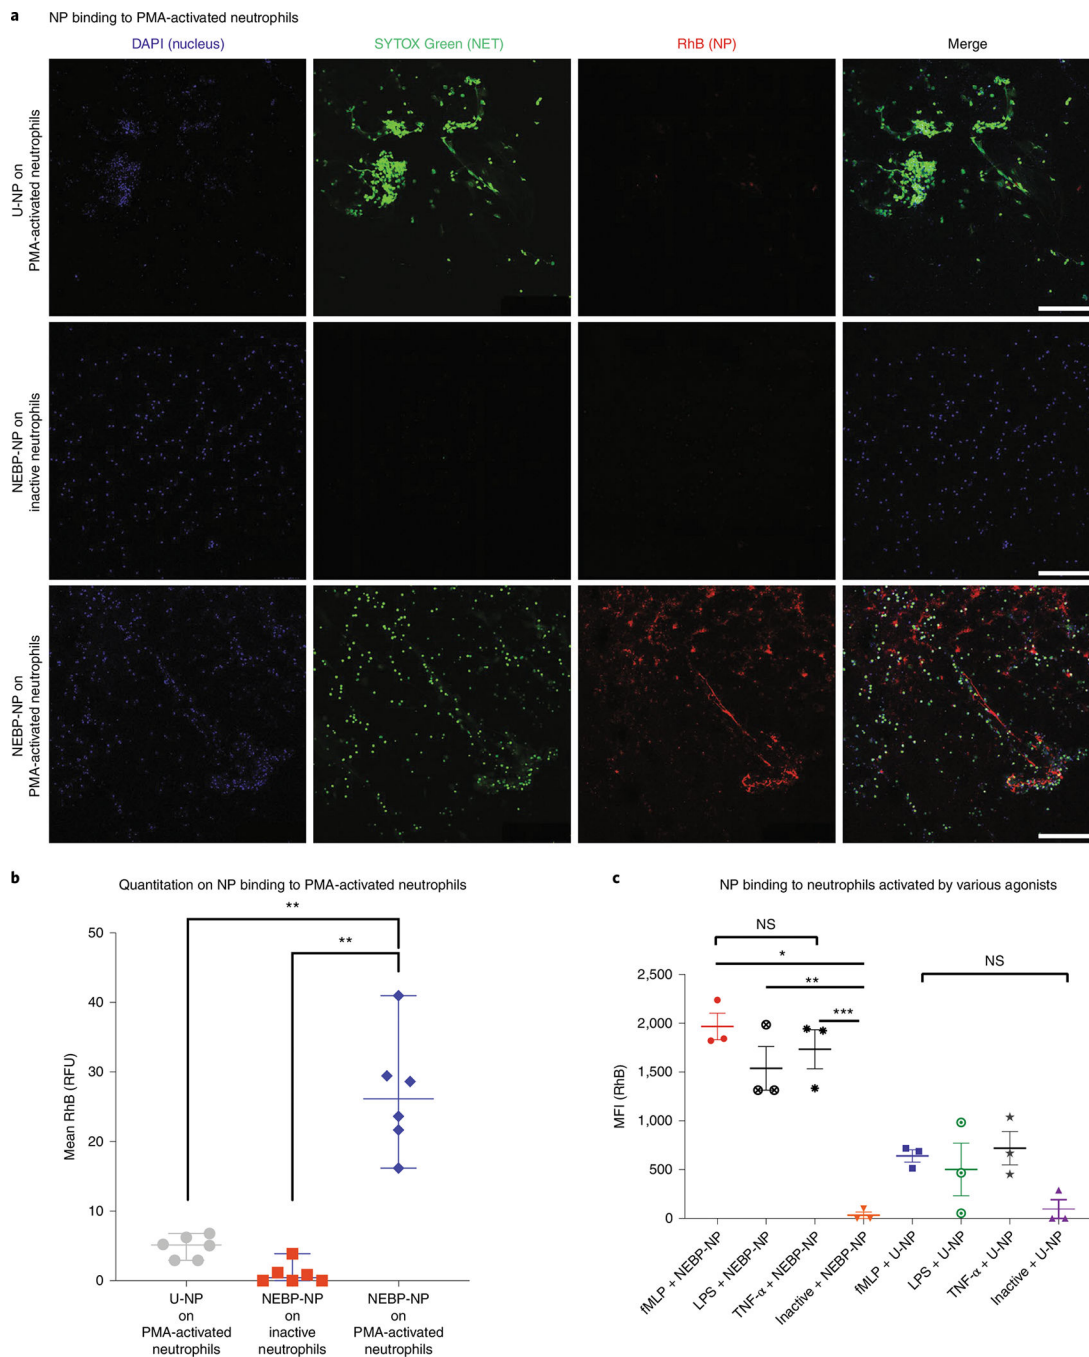 a NP binding to PMA-activated neutrophils
DAPI (nucleus) SYTOX Green (NET) RhB (NP) Merge
U-NP on
PMA-activated neutrophils
NEBP-NP on
inactive neutrophils
NEBP-NP on
PMA-activated neutrophils
b
Quantitation on NP binding to PMA-activated neutrophils
**
**
50
40
30
20
10
0
Mean RhB (RFU)
U-NP
on
PMA-activated
neutrophils
NEBP-NP
on
inactive
neutrophils
NEBP-NP
on
PMA-activated
neutrophils
c
NP binding to neutrophils activated by various agonists
NS
*
**
***
NS
2,500
2,000
1,500
1,000
500
0
MFI (RhB)
fMLP + NEBP-NP
LPS + NEBP-NP
TNF-α + NEBP-NP
Inactive + NEBP-NP
fMLP + U-NP
LPS + U-NP
TNF-α + U-NP
Inactive + U-NP